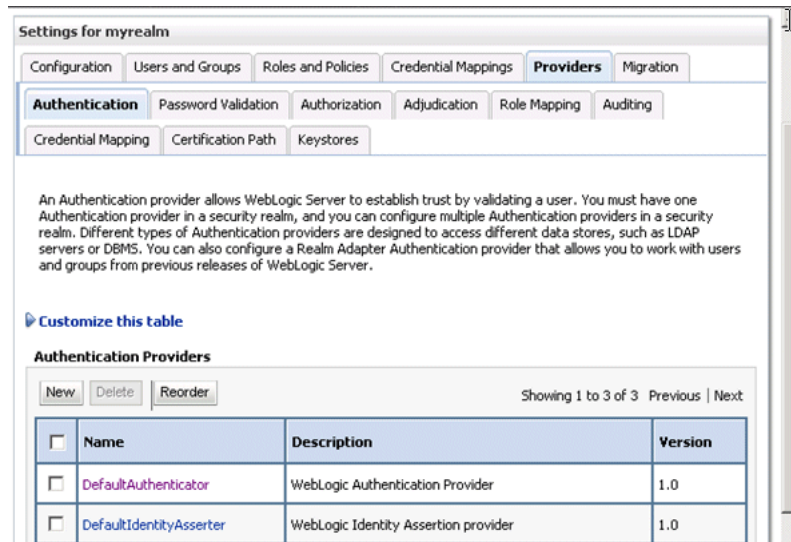 Settings for myrealm
Configuration Users and Groups Roles and Policies Credential Mappings Providers Migration
Authentication Password Validation Authorization Adjudication Role Mapping Auditing
Credential Mapping Certification Path Keystores
An Authentication provider allows WebLogic Server to establish trust by validating a user. You must have one
Authentication provider in a security realm, and you can configure multiple Authentication providers in a security
realm. Different types of Authentication providers are designed to access different data stores, such as LDAP
servers or DBMS. You can also configure a Realm Adapter Authentication provider that allows you to work with users
and groups from previous releases of WebLogic Server.
Customize this table
Authentication Providers
New Delete Reorder Showing 1 to 3 of 3 Previous | Next
Name Description Version
DefaultAuthenticator WebLogic Authentication Provider 1.0
DefaultIdentityAsserter WebLogic Identity Assertion provider 1.0